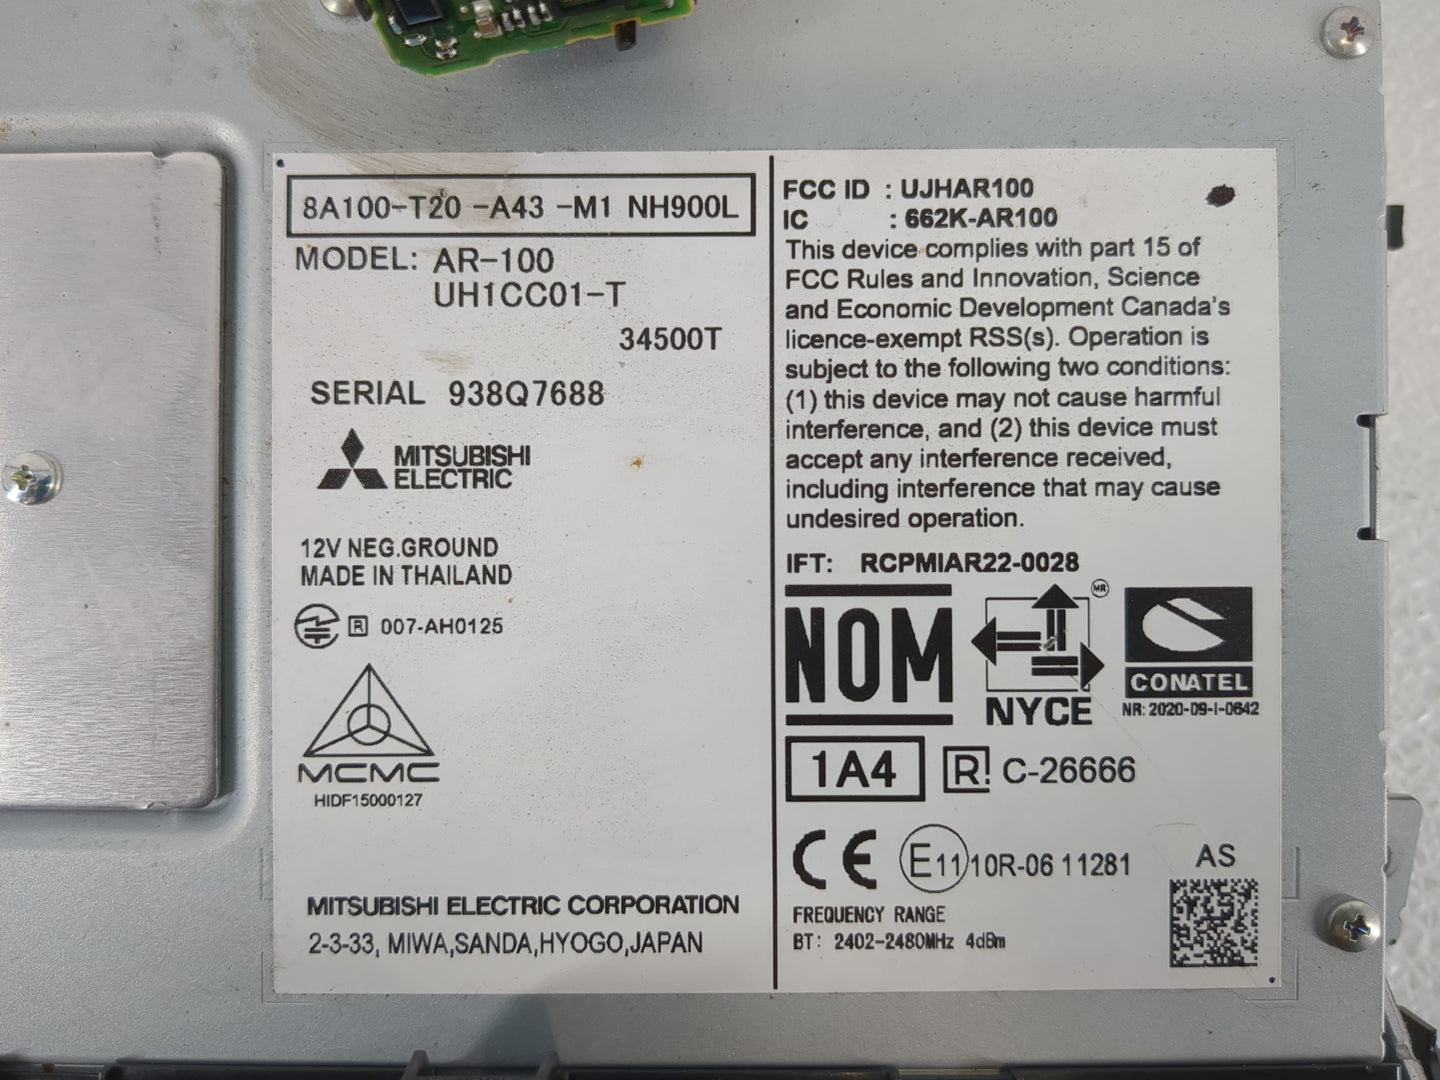 8A100-T20 -A43 -M1 NH900L
MODEL: AR-100
UH1CC01-T
34500T
SERIAL 938Q7688
MITSUBISHI
ELECTRIC
12V NEG.GROUND
MADE IN THAILAND
R 007-AH0125
MCMC
HIDF15000127
MITSUBISHI ELECTRIC CORPORATION
2-3-33, MIWA,SANDA,HYOGO,JAPAN
FCC ID : UJHAR100
IC : 662K-AR100
This device complies with part 15 of
FCC Rules and Innovation, Science
and Economic Development Canada's
licence-exempt RSS(s). Operation is
subject to the following two conditions:
(1) this device may not cause harmful
interference, and (2) this device must
accept any interference received,
including interference that may cause
undesired operation.
IFT: RCPMIAR22-0028
NOM
MR
NYCE
CONATEL
NR: 2020-09-I-0642
1A4 R! C-26666
CE E11 10R-06 11281
AS
FREQUENCY RANGE
BT: 2402-2480MHz 4dBm